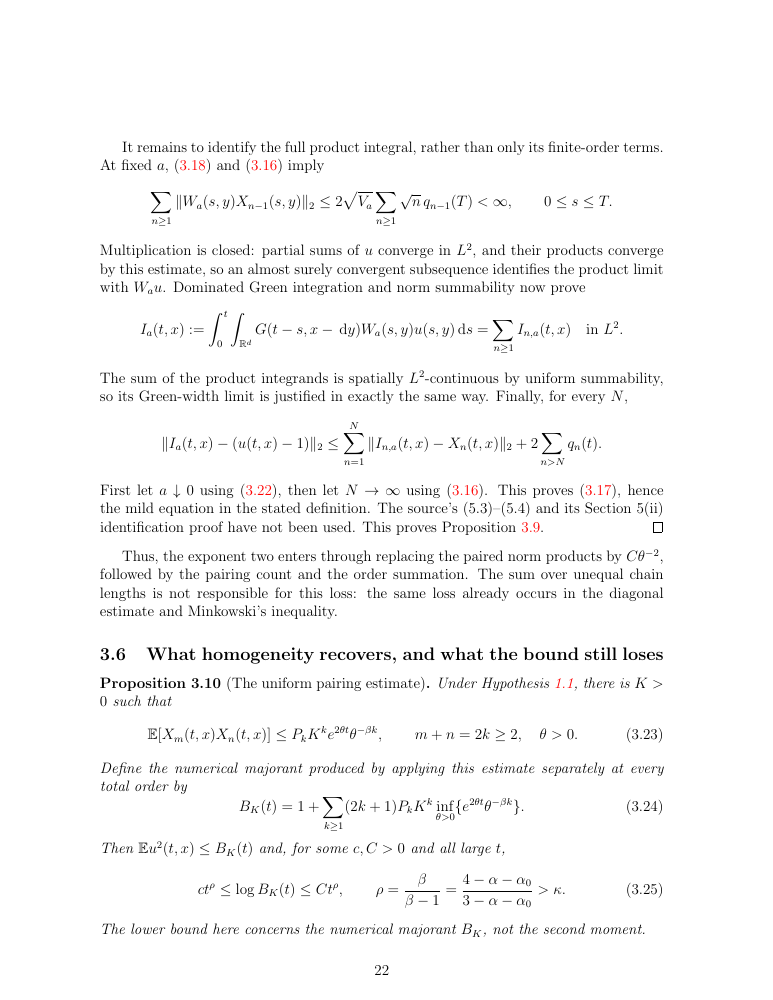 It remains to identify the full product integral, rather than only its finite-order terms.
At fixed a, (3.18) and (3.16) imply
∑_{n≥1} ‖W_a(s, y)X_{n−1}(s, y)‖_2 ≤ 2√V_a ∑_{n≥1} √n q_{n−1}(T) < ∞, 0 ≤ s ≤ T.
Multiplication is closed: partial sums of u converge in L^2, and their products converge
by this estimate, so an almost surely convergent subsequence identifies the product limit
with W_a u. Dominated Green integration and norm summability now prove
I_a(t, x) := ∫_0^t ∫_{ℝ^d} G(t − s, x − dy)W_a(s, y)u(s, y) ds = ∑_{n≥1} I_{n,a}(t, x) in L^2.
The sum of the product integrands is spatially L^2-continuous by uniform summability,
so its Green-width limit is justified in exactly the same way. Finally, for every N,
‖I_a(t, x) − (u(t, x) − 1)‖_2 ≤ ∑_{n=1}^N ‖I_{n,a}(t, x) − X_n(t, x)‖_2 + 2 ∑_{n>N} q_n(t).
First let a ↓ 0 using (3.22), then let N → ∞ using (3.16). This proves (3.17), hence
the mild equation in the stated definition. The source's (5.3)–(5.4) and its Section 5(ii)
identification proof have not been used. This proves Proposition 3.9. □
Thus, the exponent two enters through replacing the paired norm products by Cθ^{−2},
followed by the pairing count and the order summation. The sum over unequal chain
lengths is not responsible for this loss: the same loss already occurs in the diagonal
estimate and Minkowski's inequality.
3.6 What homogeneity recovers, and what the bound still loses
Proposition 3.10 (The uniform pairing estimate). Under Hypothesis 1.1, there is K >
0 such that
𝔼[X_m(t, x)X_n(t, x)] ≤ P_k K^k e^{2θt} θ^{−βk}, m + n = 2k ≥ 2, θ > 0. (3.23)
Define the numerical majorant produced by applying this estimate separately at every
total order by
B_K(t) = 1 + ∑_{k≥1} (2k + 1)P_k K^k inf_{θ>0} {e^{2θt} θ^{−βk}}. (3.24)
Then 𝔼u^2(t, x) ≤ B_K(t) and, for some c, C > 0 and all large t,
ct^ρ ≤ log B_K(t) ≤ Ct^ρ, ρ = β/(β − 1) = (4 − α − α_0)/(3 − α − α_0) > κ. (3.25)
The lower bound here concerns the numerical majorant B_K, not the second moment.
22